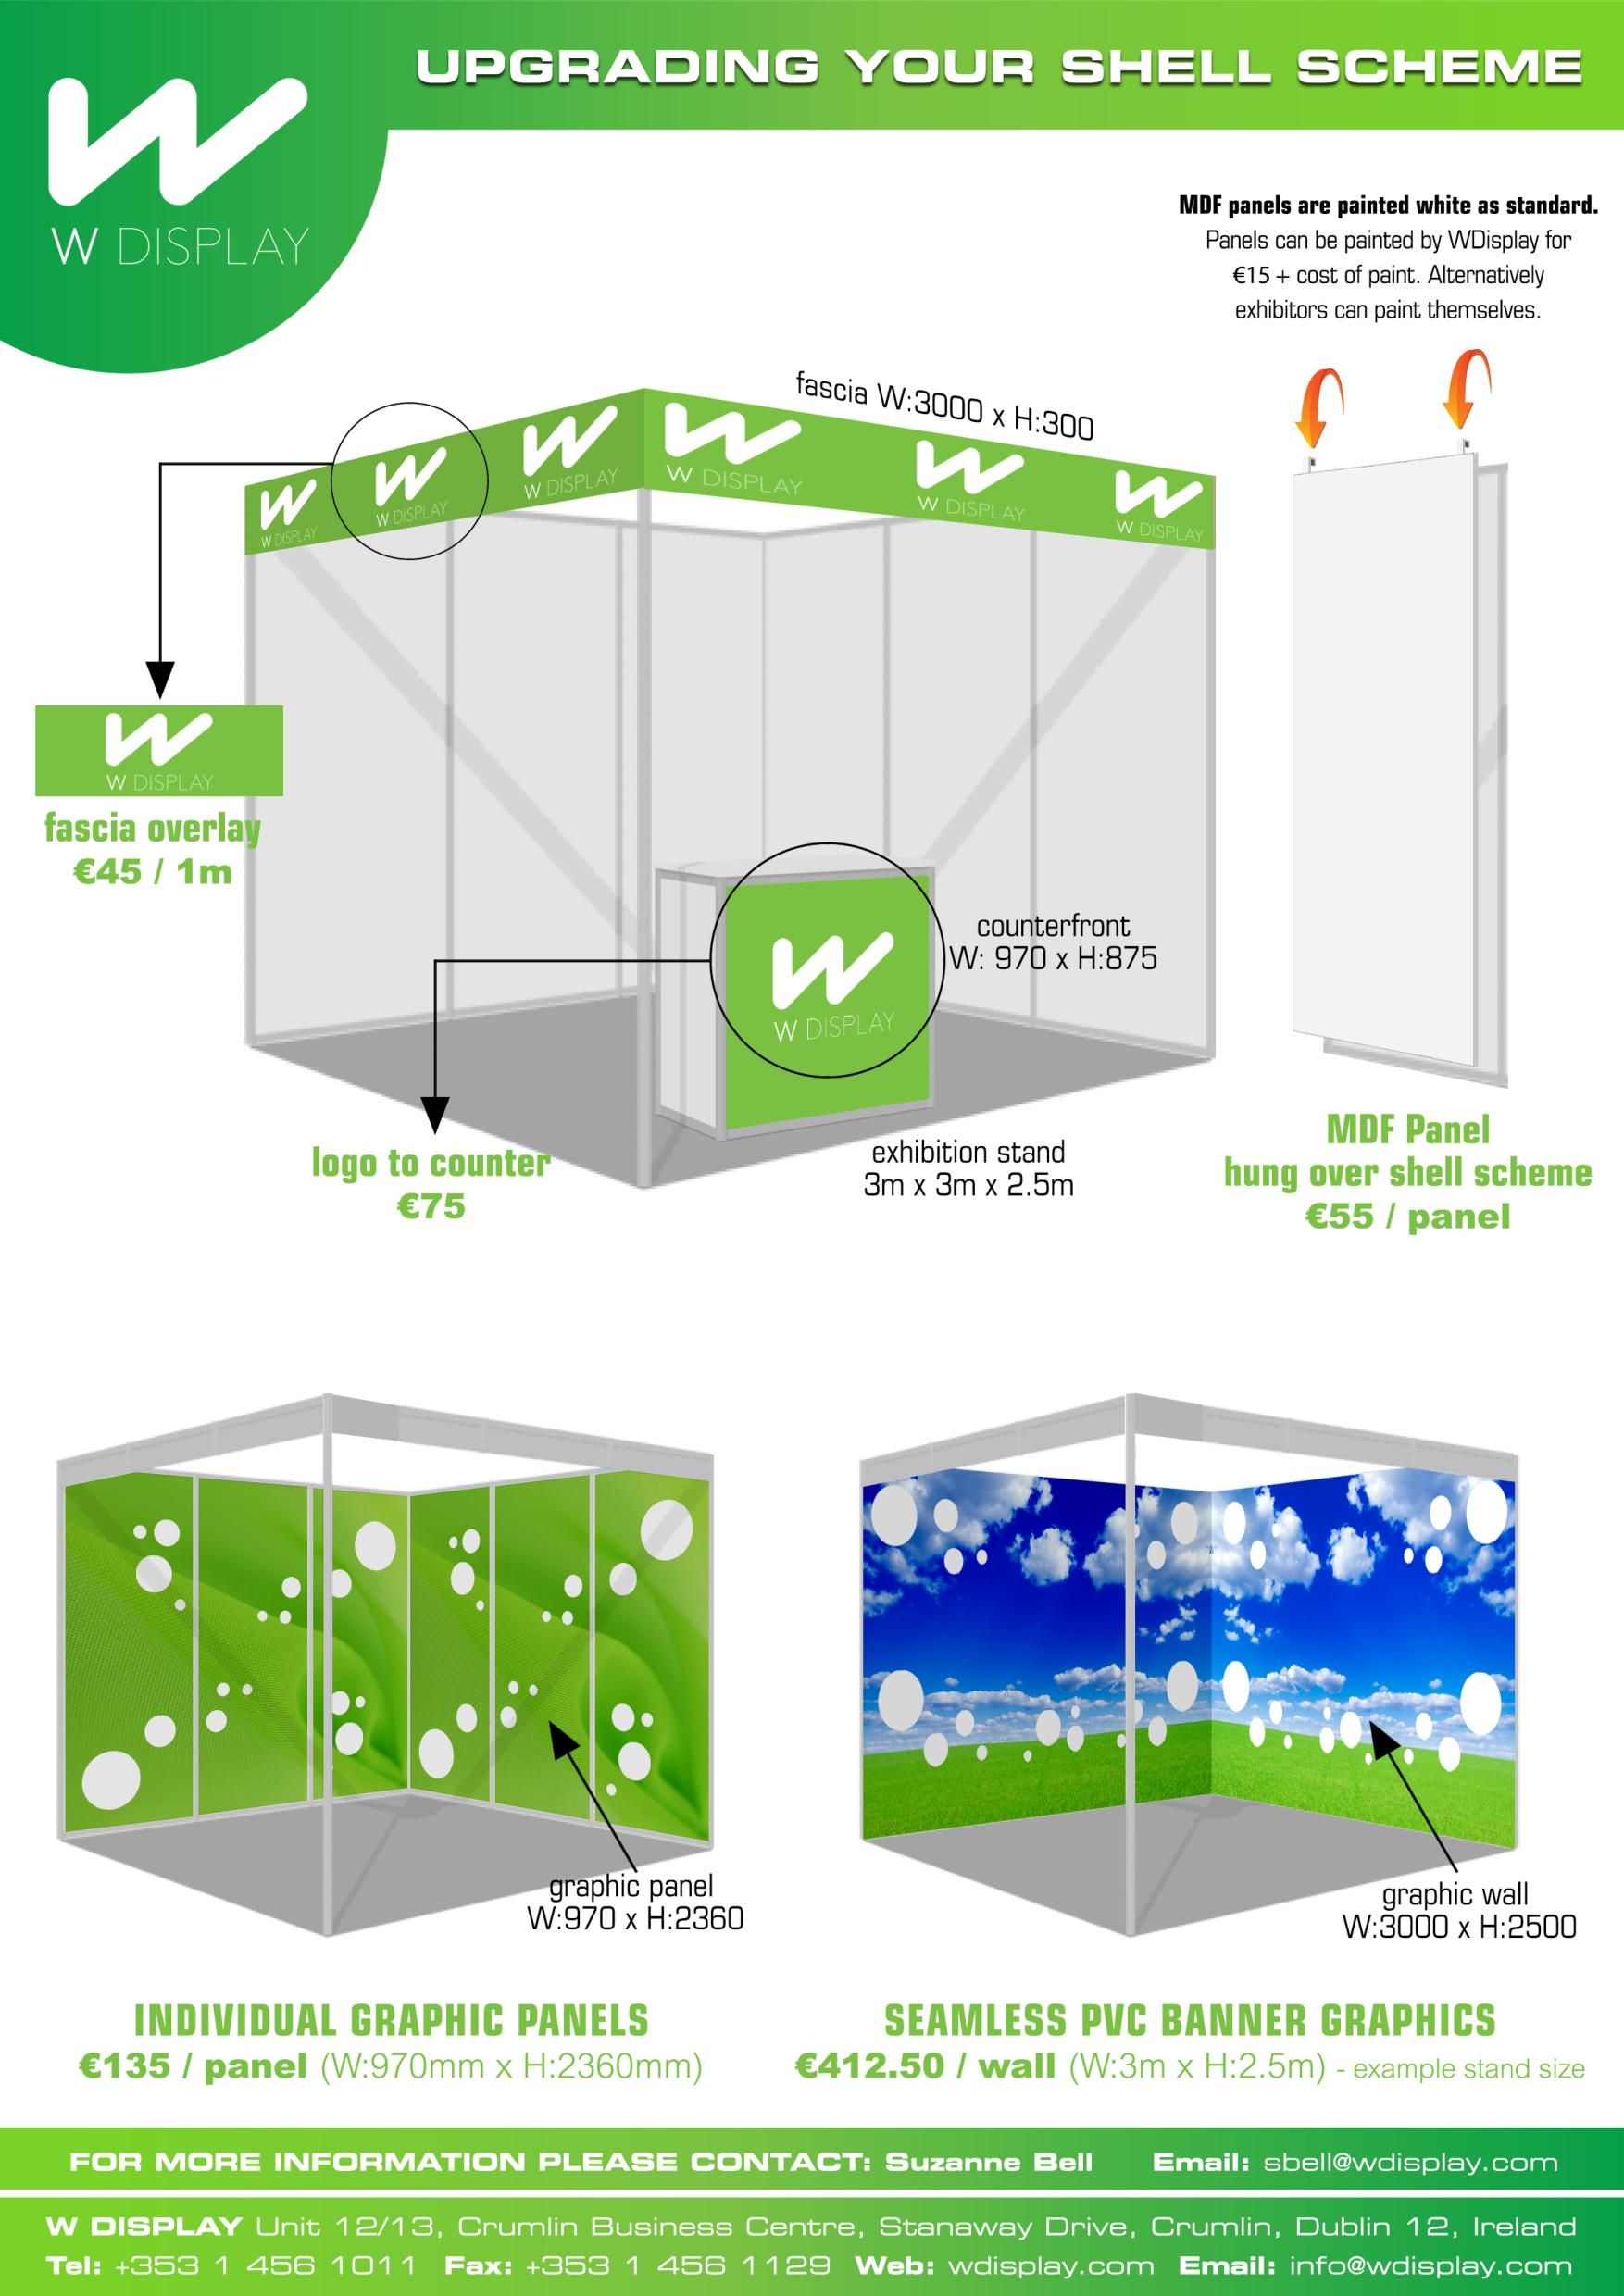 UPGRADING YOUR SHELL SCHEME
W DISPLAY
MDF panels are painted white as standard.
Panels can be painted by WDisplay for
€15 + cost of paint. Alternatively
exhibitors can paint themselves.
fascia W:3000 x H:300
W DISPLAY
W DISPLAY
W DISPLAY
W DISPLAY
W DISPLAY
W DISPLAY
W DISPLAY
fascia overlay
€45 / 1m
counterfront
W: 970 x H:875
W DISPLAY
logo to counter
€75
exhibition stand
3m x 3m x 2.5m
MDF Panel
hung over shell scheme
€55 / panel
graphic panel
W:970 x H:2360
graphic wall
W:3000 x H:2500
INDIVIDUAL GRAPHIC PANELS
€135 / panel (W:970mm x H:2360mm)
SEAMLESS PVC BANNER GRAPHICS
€412.50 / wall (W:3m x H:2.5m) - example stand size
FOR MORE INFORMATION PLEASE CONTACT: Suzanne Bell Email: sbell@wdisplay.com
W DISPLAY Unit 12/13, Crumlin Business Centre, Stanaway Drive, Crumlin, Dublin 12, Ireland
Tel: +353 1 456 1011 Fax: +353 1 456 1129 Web: wdisplay.com Email: info@wdisplay.com